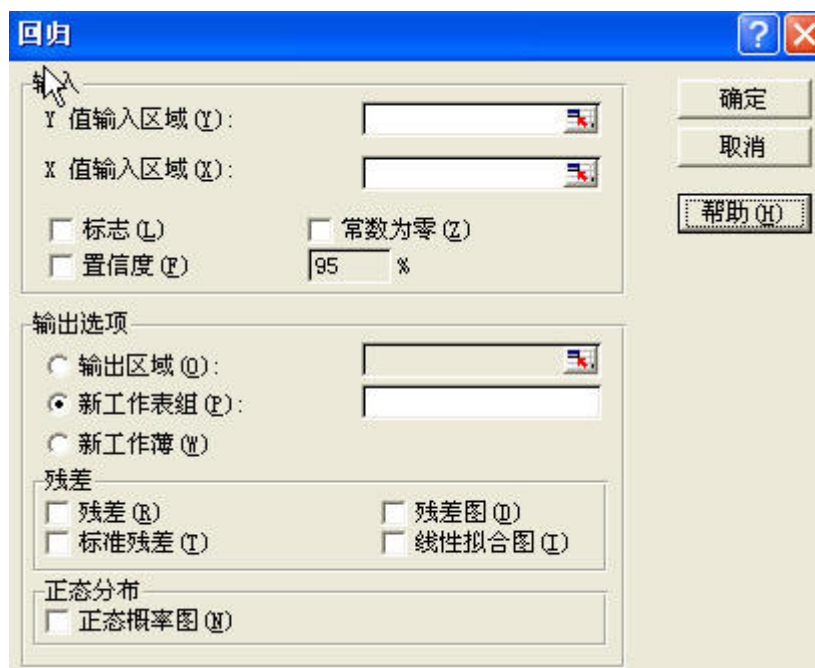 回归
输入
Y 值输入区域(Y):
X 值输入区域(X):
标志(L)
常数为零(Z)
置信度(F)
95 %
确定
取消
帮助(H)
输出选项
输出区域(O):
新工作表组(P):
新工作薄(W)
残差
残差(R)
残差图(D)
标准残差(T)
线性拟合图(I)
正态分布
正态概率图(N)